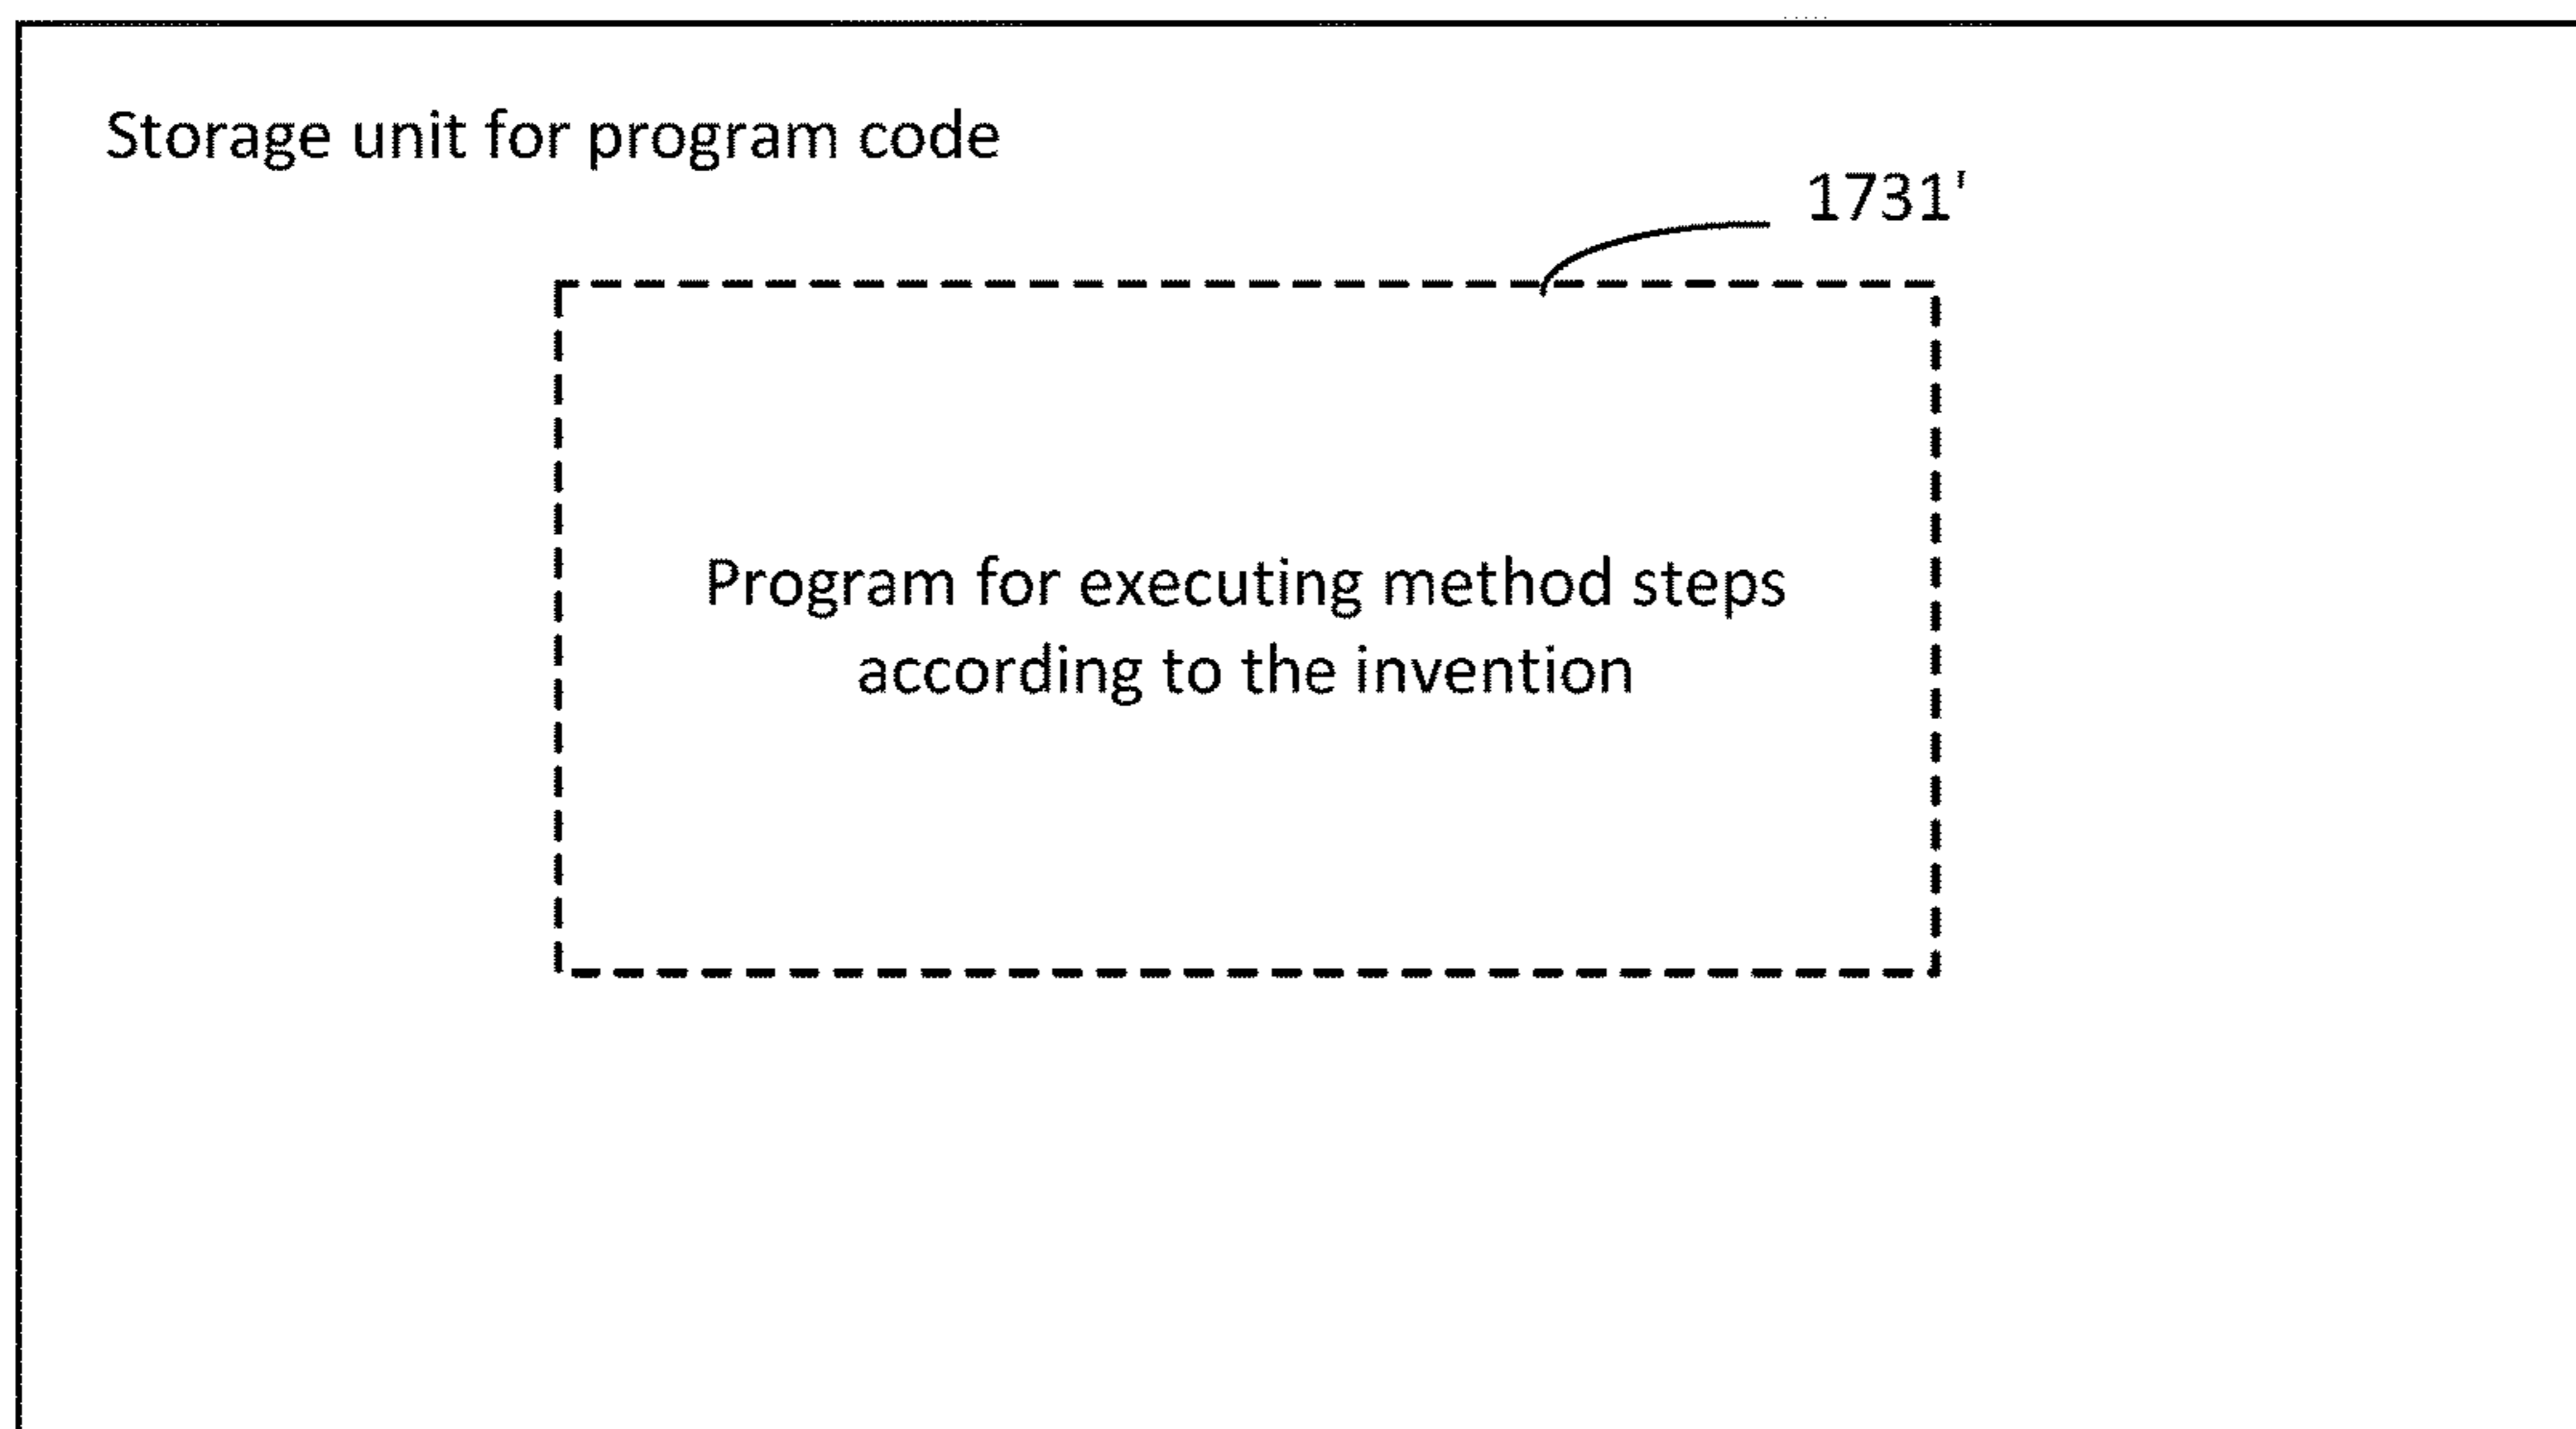 Storage unit for program code
1731'
Program for executing method steps
according to the invention